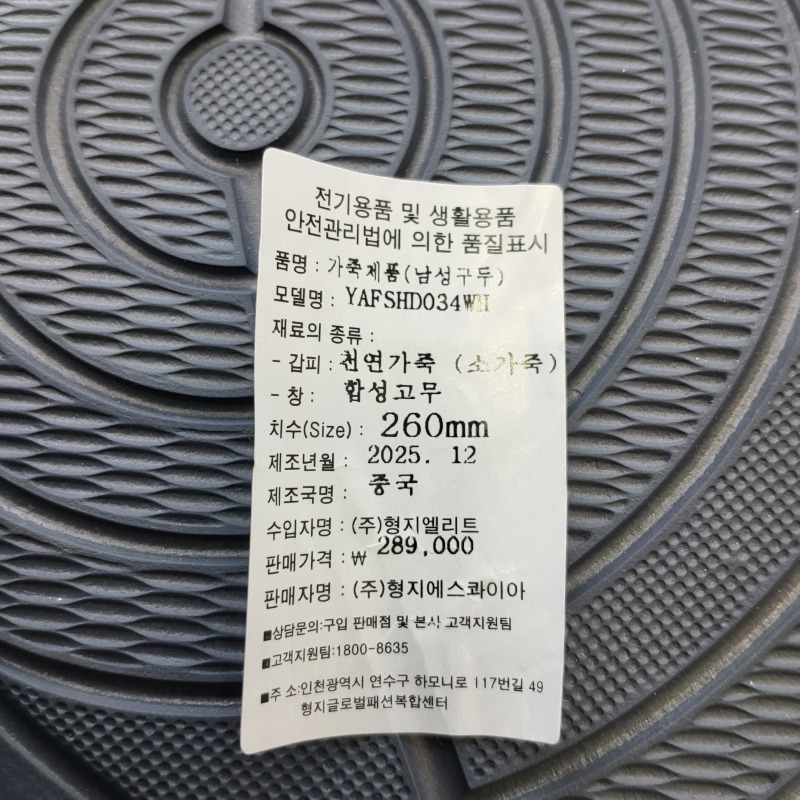 전기용품 및 생활용품
안전관리법에 의한 품질표시
품명 : 가죽제품(남성구두)
모델명 : YAFSHD034WH
재료의 종류 :
- 갑피 : 천연가죽 (소가죽)
- 창 : 합성고무
치수(Size) : 260mm
제조년월 : 2025. 12
제조국명 : 중국
수입자명 : (주)형지엘리트
판매가격 : ₩ 289,000
판매자명 : (주)형지에스콰이아
■상담문의:구입 판매점 및 본사 고객지원팀
■고객지원팀:1800-8635
■주 소:인천광역시 연수구 하모니로 117번길 49
형지글로벌패션복합센터